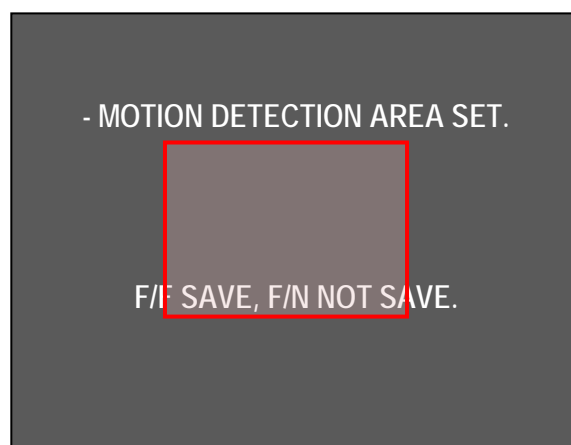 - MOTION DETECTION AREA SET.
F/F SAVE, F/N NOT SAVE.